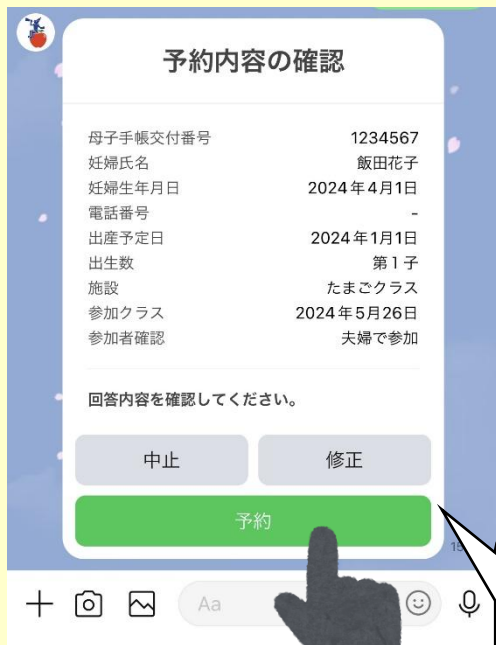 予約内容の確認
母子手帳交付番号 1234567
妊婦氏名 飯田花子
妊婦生年月日 2024年4月1日
電話番号 -
出産予定日 2024年1月1日
出生数 第1子
施設 たまごクラス
参加クラス 2024年5月26日
参加者確認 夫婦で参加
回答内容を確認してください。
中止 修正
予約
Aa